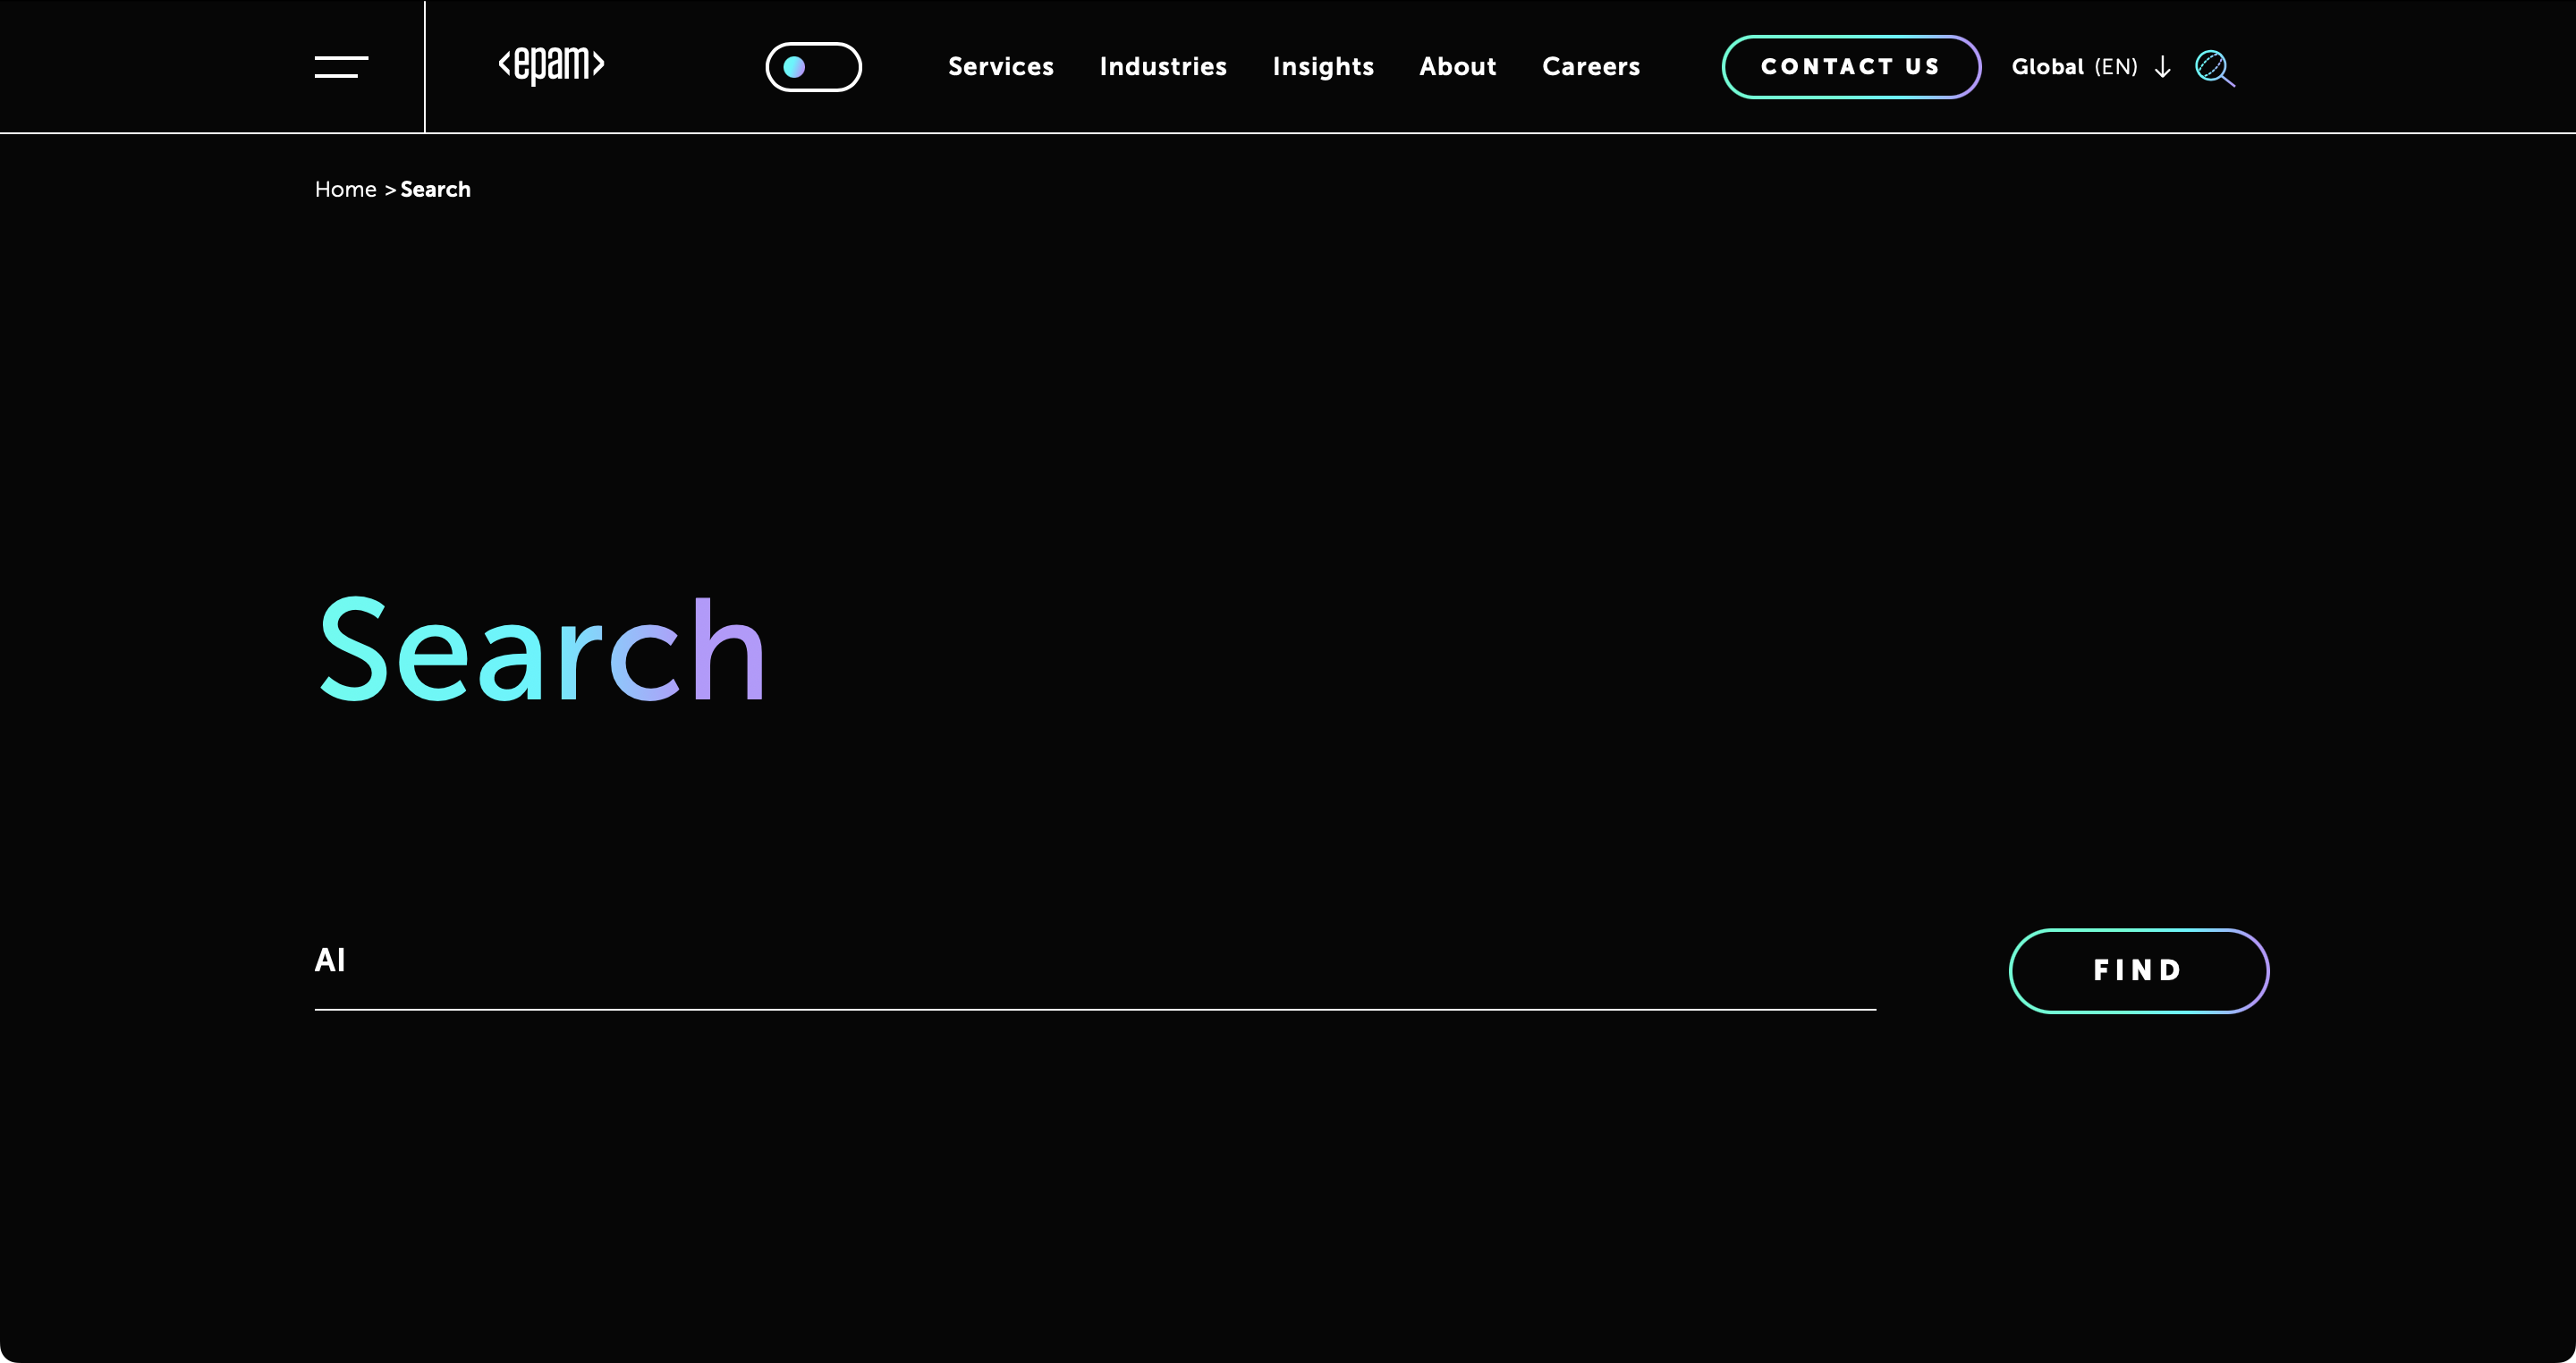 <epam> Services Industries Insights About Careers CONTACT US Global (EN) ↓
Home > Search
Search
AI FIND